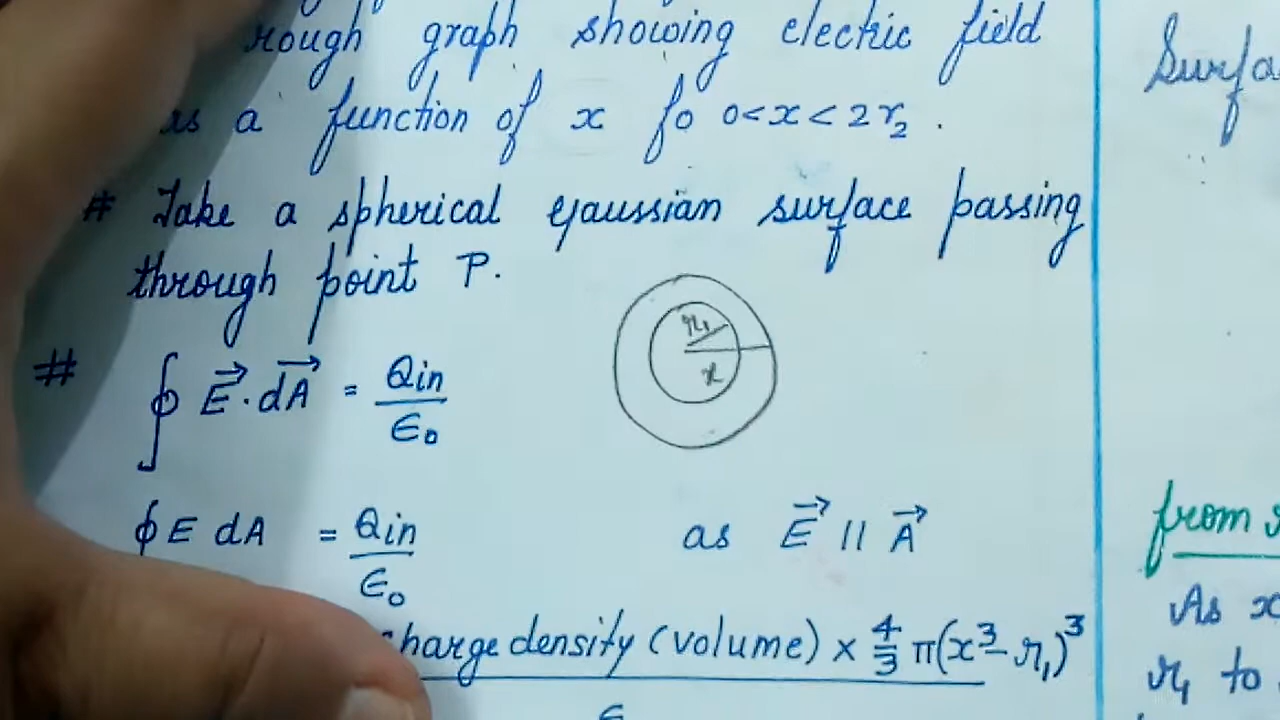 rough graph showing electric field
as a function of x fo 0<x<2r₂ .
# Take a spherical gaussian surface passing
through point P.
r₁
x
# ∮ E⃗ . dA⃗ = Qin/ϵ₀
∮ E dA = Qin/ϵ₀ as E⃗ || A⃗
charge density (volume) × 4/3 π(x³-r₁)³
ϵ
Surfa
from
As x
r₁ to